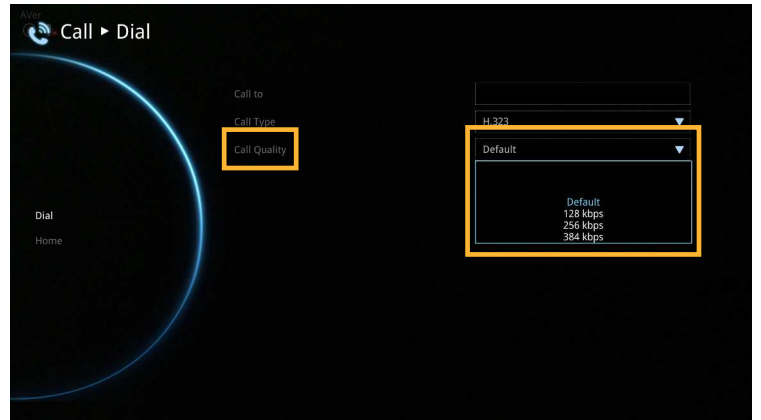 AVer
Call ► Dial
Call to
Call Type
H.323
Call Quality
Default
Default
128 kbps
256 kbps
384 kbps
Dial
Home